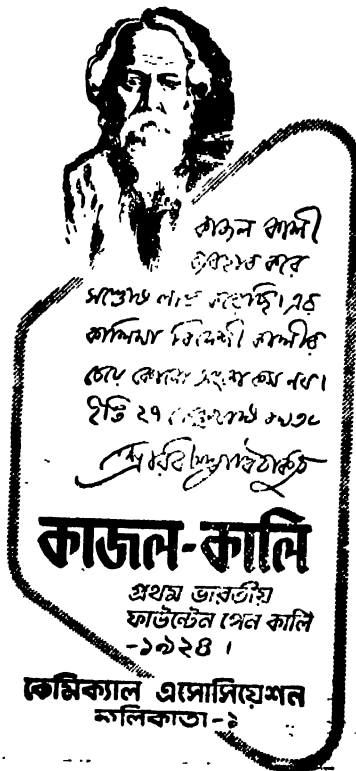 কাজল কালী
ব্যবহার করে
সন্তোষ লাভ করেছি। এর
কালিমা বিদেশী কালীর
চেয়ে কোনো অংশে কম নয়।
ইতি ২৭
শ্রীরবীন্দ্রনাথ ঠাকুর
কাজল-কালি
প্রথম ভারতীয়
ফাউন্টেন পেন কালি
-১৯২৪।
কেমিক্যাল এসোসিয়েশন
কলিকাতা-১